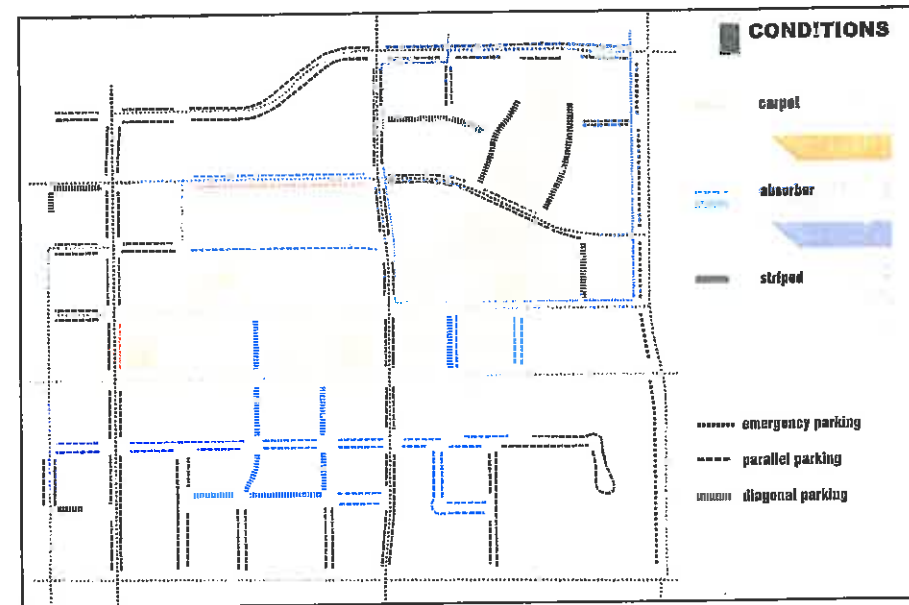 CONDITIONS
carpet
absorber
striped
emergency parking
parallel parking
diagonal parking